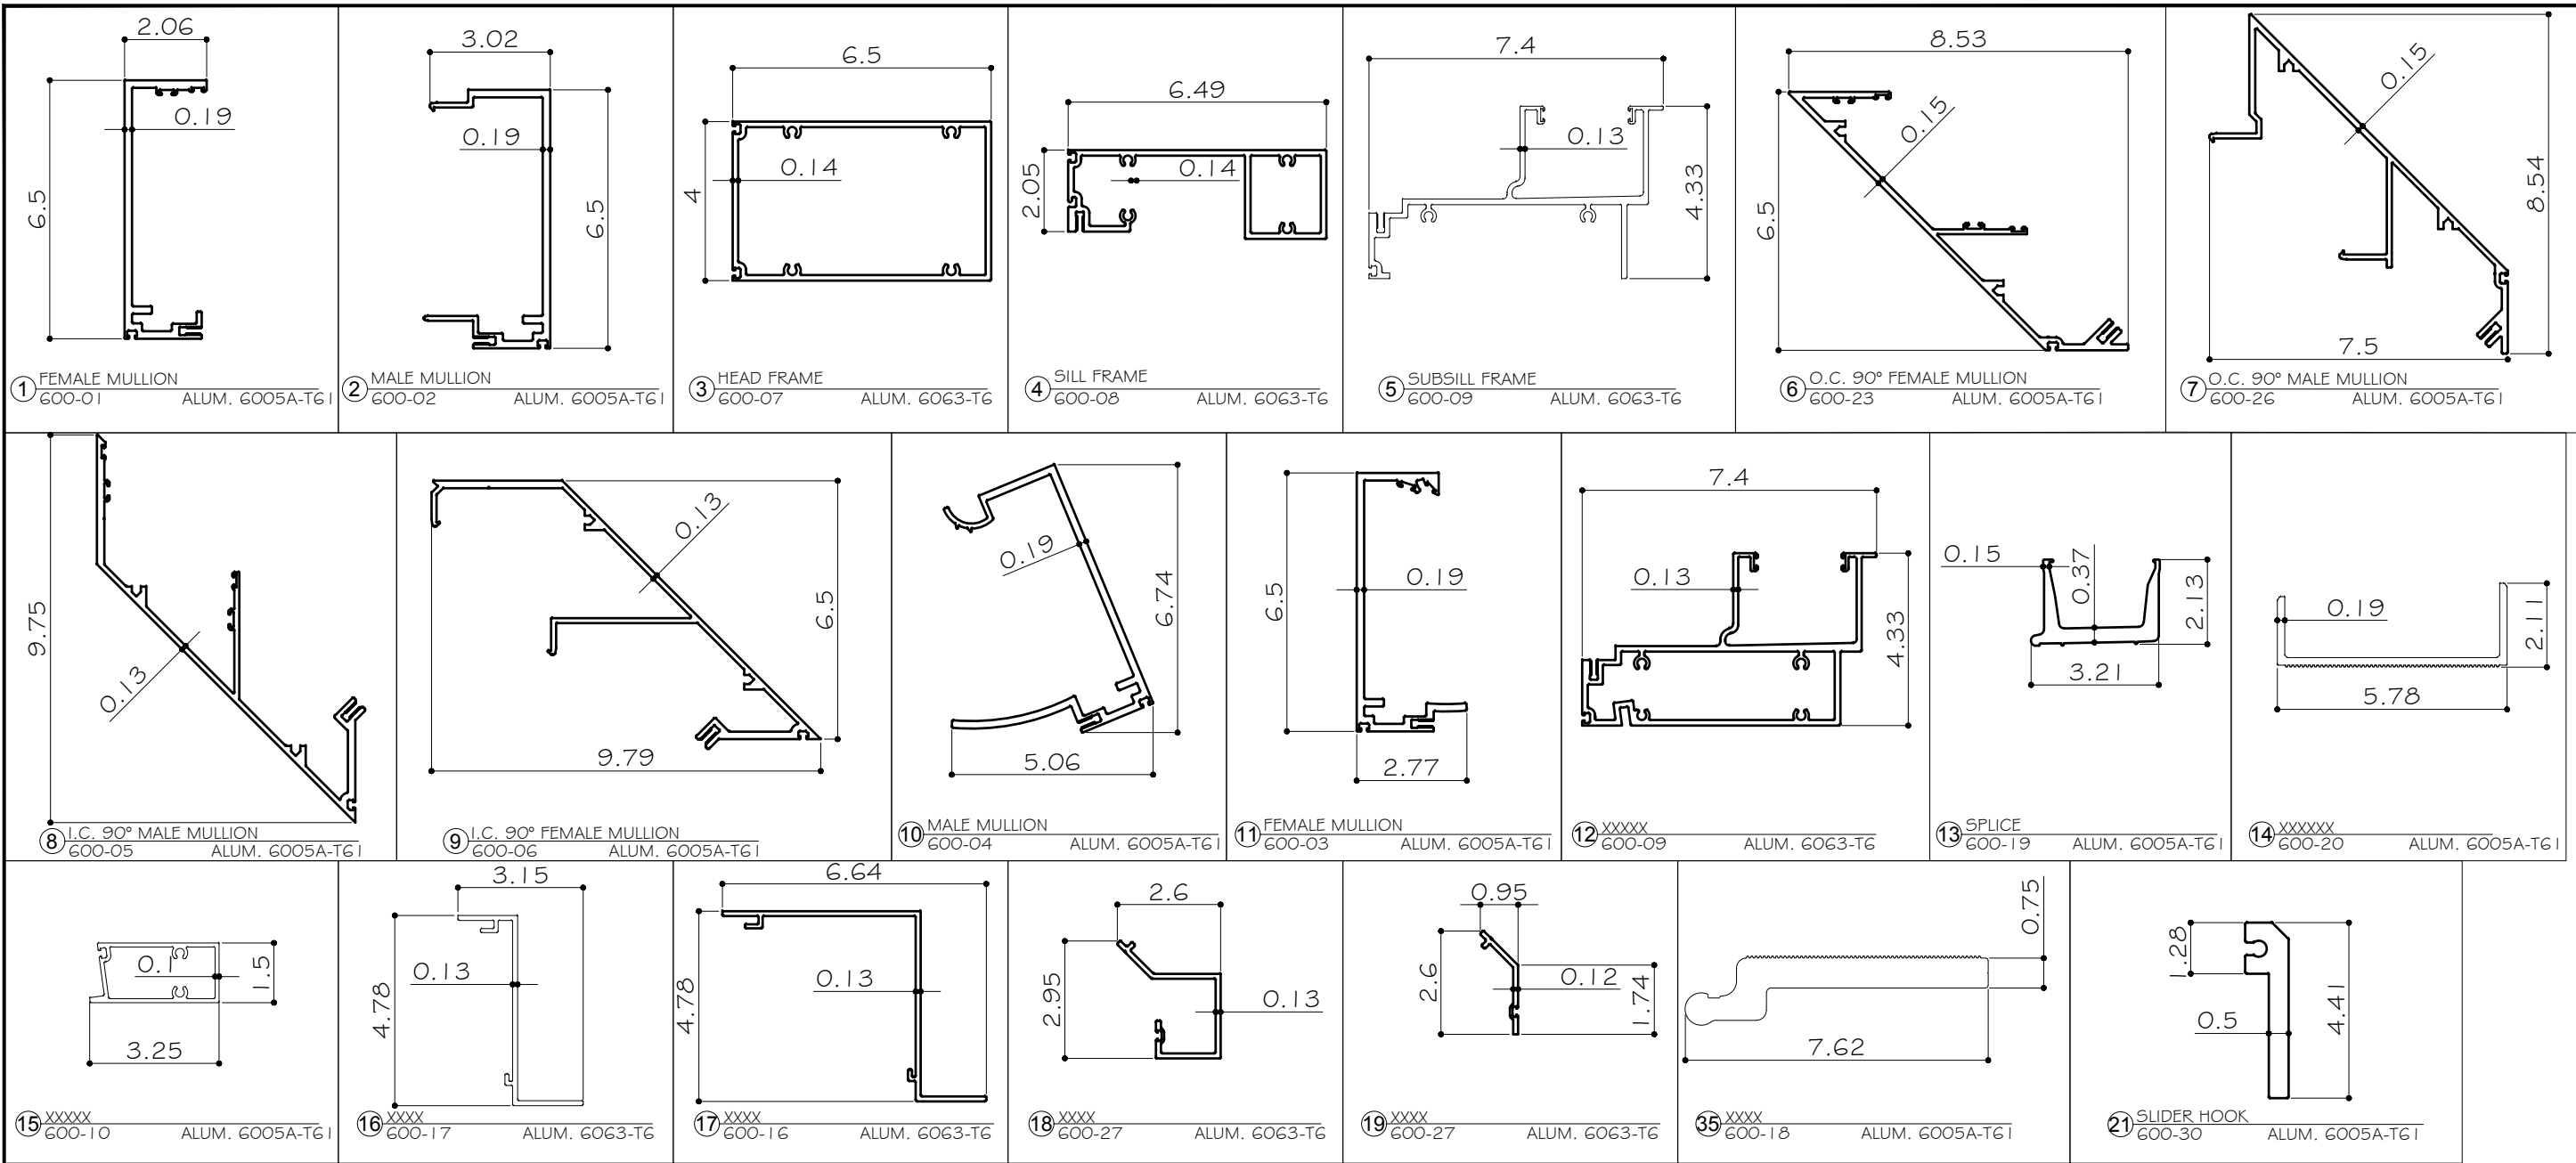 2.06
0.19
6.5
1 FEMALE MULLION
600-01 ALUM. 6005A-T61
3.02
0.19
6.5
2 MALE MULLION
600-02 ALUM. 6005A-T61
6.5
0.14
4
3 HEAD FRAME
600-07 ALUM. 6063-T6
6.49
0.14
2.05
4 SILL FRAME
600-08 ALUM. 6063-T6
7.4
0.13
4.33
5 SUBSILL FRAME
600-09 ALUM. 6063-T6
8.53
0.15
6.5
6 O.C. 90° FEMALE MULLION
600-23 ALUM. 6005A-T61
0.15
8.54
7.5
7 O.C. 90° MALE MULLION
600-26 ALUM. 6005A-T61
9.75
0.13
8 I.C. 90° MALE MULLION
600-05 ALUM. 6005A-T61
0.13
6.5
9.79
9 I.C. 90° FEMALE MULLION
600-06 ALUM. 6005A-T61
0.19
6.74
5.06
10 MALE MULLION
600-04 ALUM. 6005A-T61
6.5
0.19
2.77
11 FEMALE MULLION
600-03 ALUM. 6005A-T61
7.4
0.13
4.33
12 XXXXX
600-09 ALUM. 6063-T6
0.15
0.37
2.13
3.21
13 SPLICE
600-19 ALUM. 6005A-T61
0.19
2.11
5.78
14 XXXXXX
600-20 ALUM. 6005A-T61
0.1
1.5
3.25
15 XXXXX
600-10 ALUM. 6005A-T61
3.15
0.13
4.78
16 XXXX
600-17 ALUM. 6063-T6
6.64
0.13
4.78
17 XXXX
600-16 ALUM. 6063-T6
2.6
2.95
0.13
18 XXXX
600-27 ALUM. 6063-T6
0.95
2.6
0.12
1.74
19 XXXX
600-27 ALUM. 6063-T6
0.75
7.62
35 XXXX
600-18 ALUM. 6005A-T61
1.28
0.5
4.41
21 SLIDER HOOK
600-30 ALUM. 6005A-T61